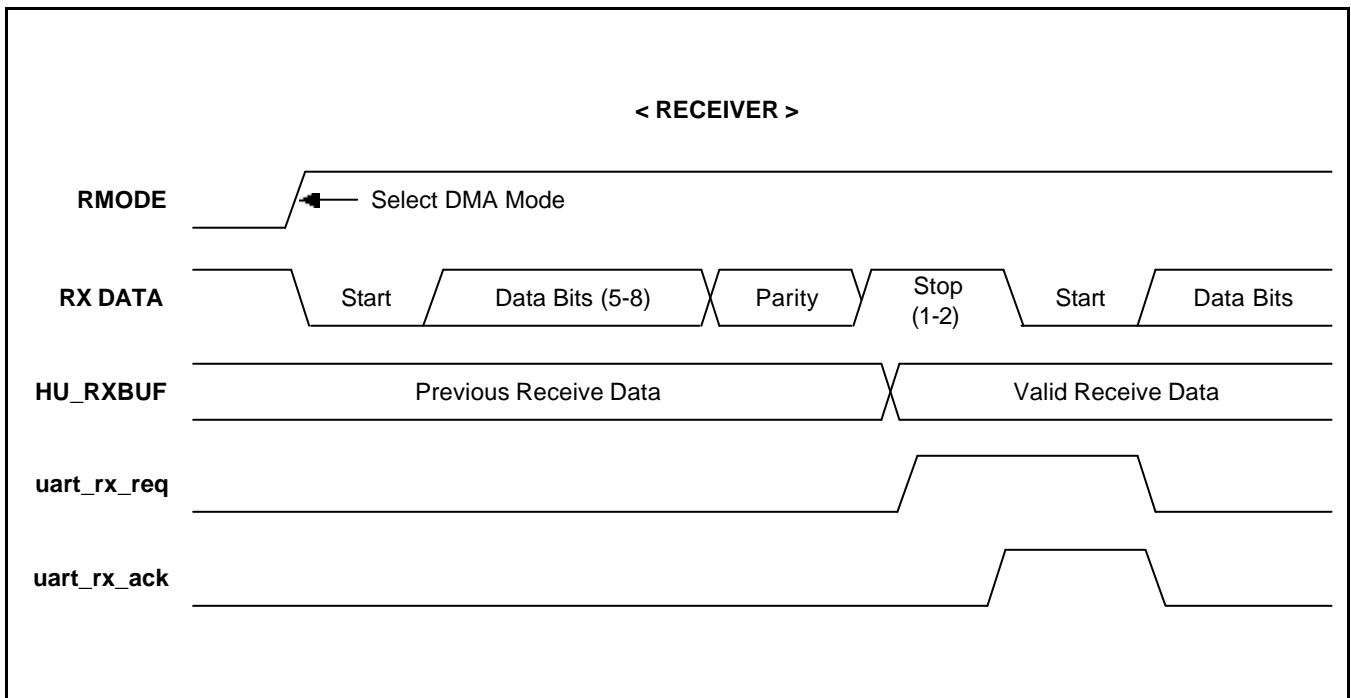 < RECEIVER >
RMODE
Select DMA Mode
RX DATA
Start
Data Bits (5-8)
Parity
Stop
(1-2)
Start
Data Bits
HU_RXBUF
Previous Receive Data
Valid Receive Data
uart_rx_req
uart_rx_ack